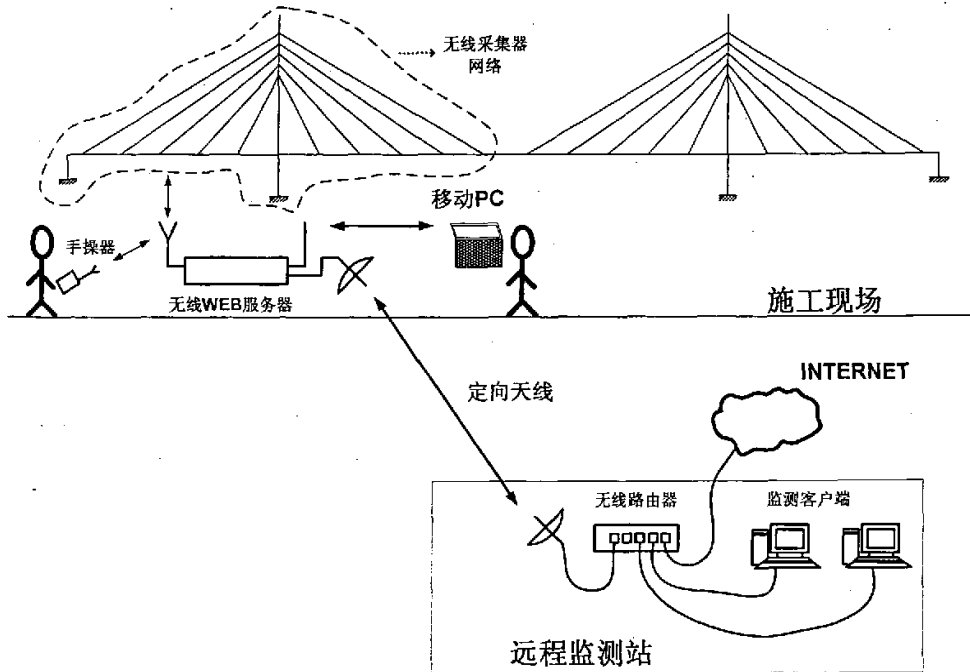 无线采集器
网络
移动PC
手操器
无线WEB服务器
施工现场
定向天线
INTERNET
无线路由器
监测客户端
远程监测站